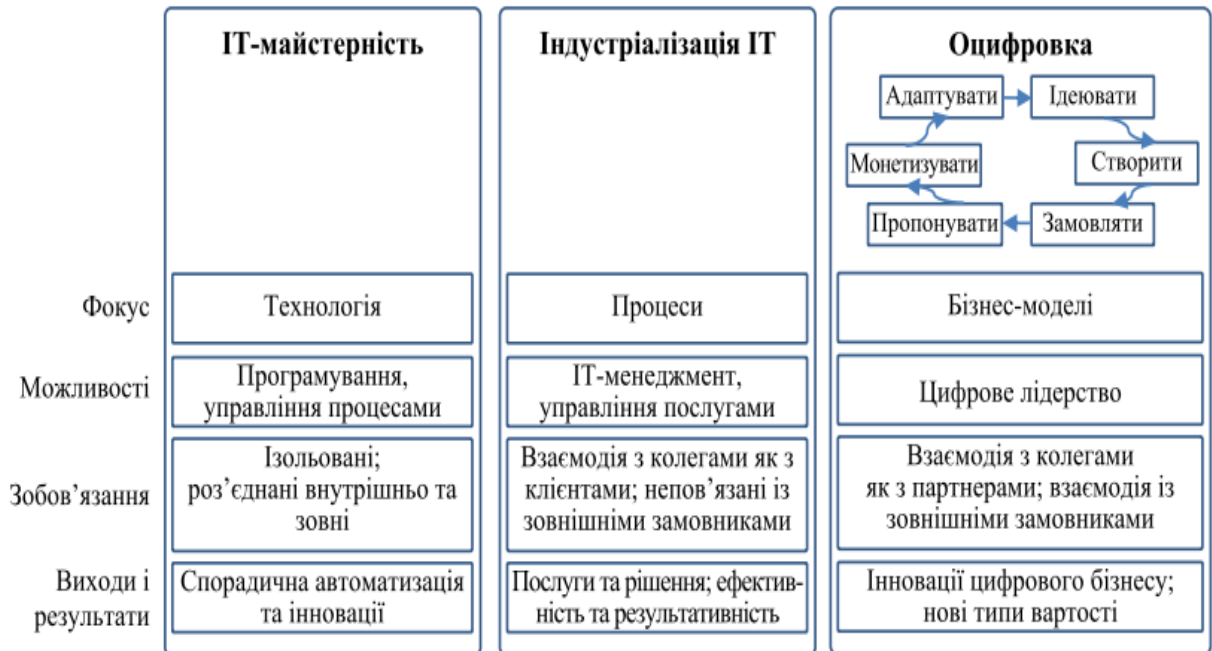 ІТ-майстерність
Індустріалізація ІТ
Оцифровка
Адаптувати
Ідеювати
Монетизувати
Створити
Пропонувати
Замовляти
Фокус
Технологія
Процеси
Бізнес-моделі
Можливості
Програмування,
управління процесами
ІТ-менеджмент,
управління послугами
Цифрове лідерство
Зобов’язання
Ізольовані;
роз’єднані внутрішньо та
зовні
Взаємодія з колегами як з
клієнтами; непов’язані із
зовнішніми замовниками
Взаємодія з колегами
як з партнерами; взаємодія із
зовнішніми замовниками
Виходи і
результати
Спорадична автоматизація
та інновації
Послуги та рішення; ефектив-
ність та результативність
Інновації цифрового бізнесу;
нові типи вартості